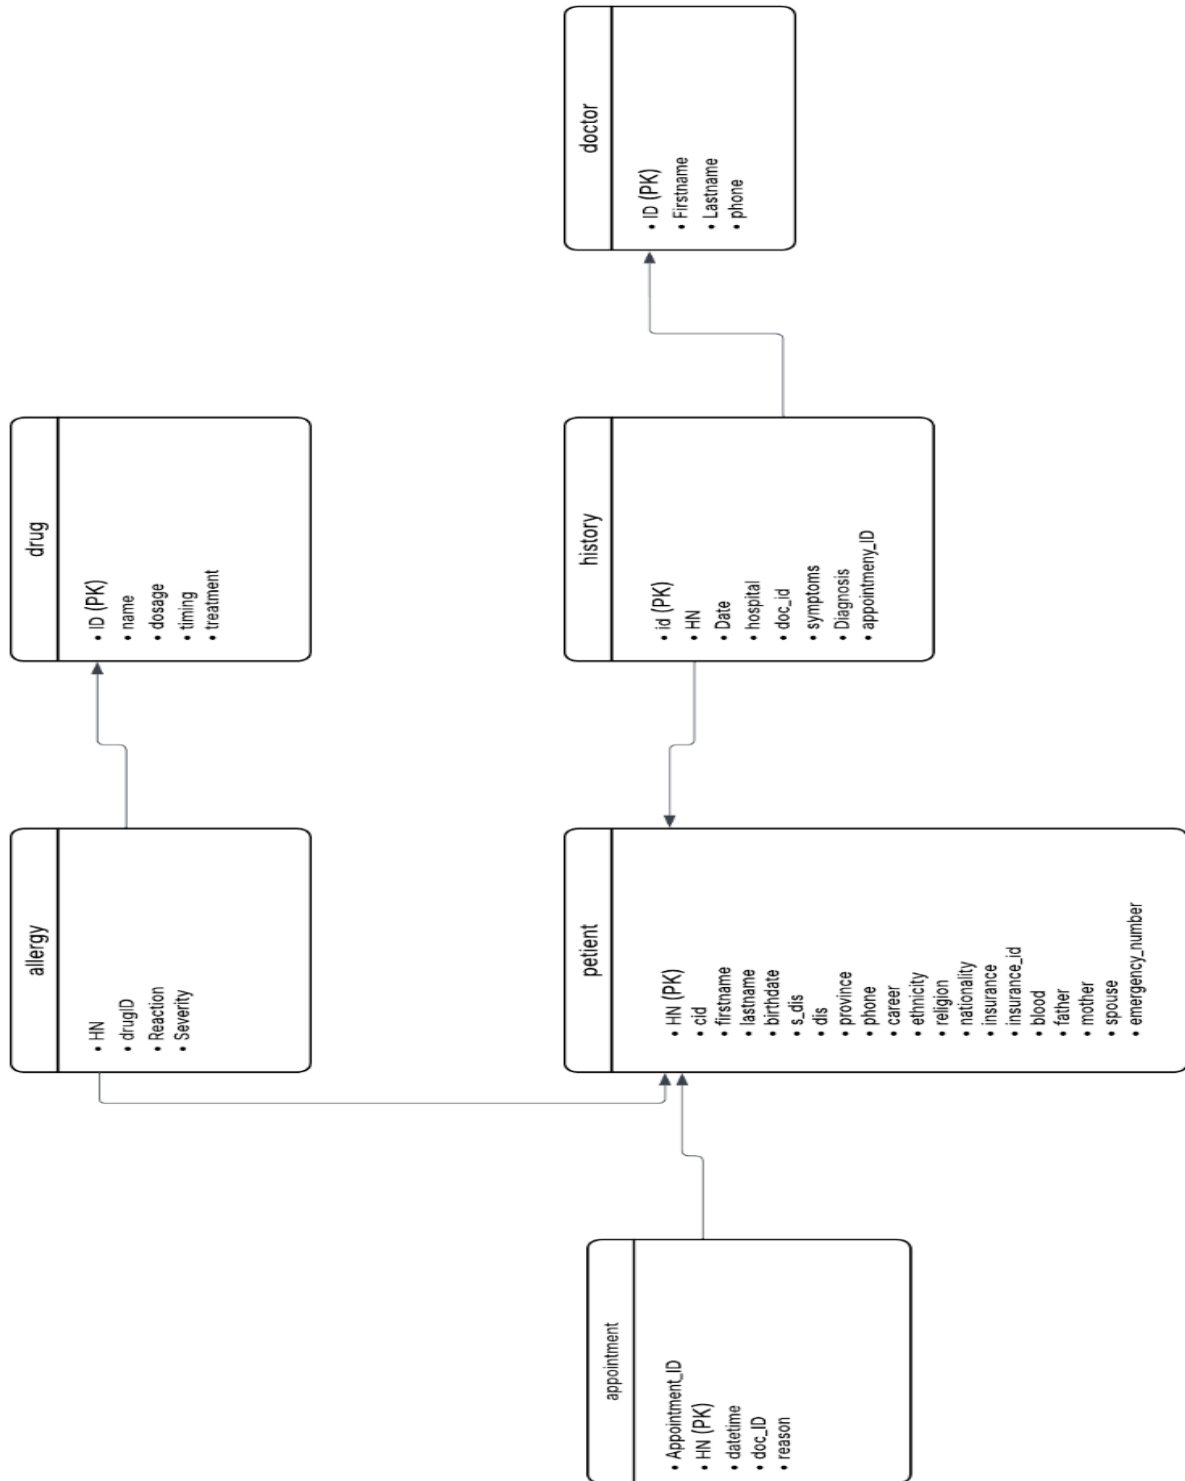 allergy
• HN
• drugID
• Reaction
• Severity
drug
• ID (PK)
• name
• dosage
• timing
• treatment
appointment
• Appointment_ID
• HN (PK)
• datetime
• doc_ID
• reason
petient
• HN (PK)
• cid
• firstname
• lastname
• birthdate
• s_dis
• dis
• province
• phone
• career
• ethnicity
• religion
• nationality
• insurance
• insurance_id
• blood
• father
• mother
• spouse
• emergency_number
history
• id (PK)
• HN
• Date
• hospital
• doc_id
• symptoms
• Diagnosis
• appointmeny_ID
doctor
• ID (PK)
• Firstname
• Lastname
• phone